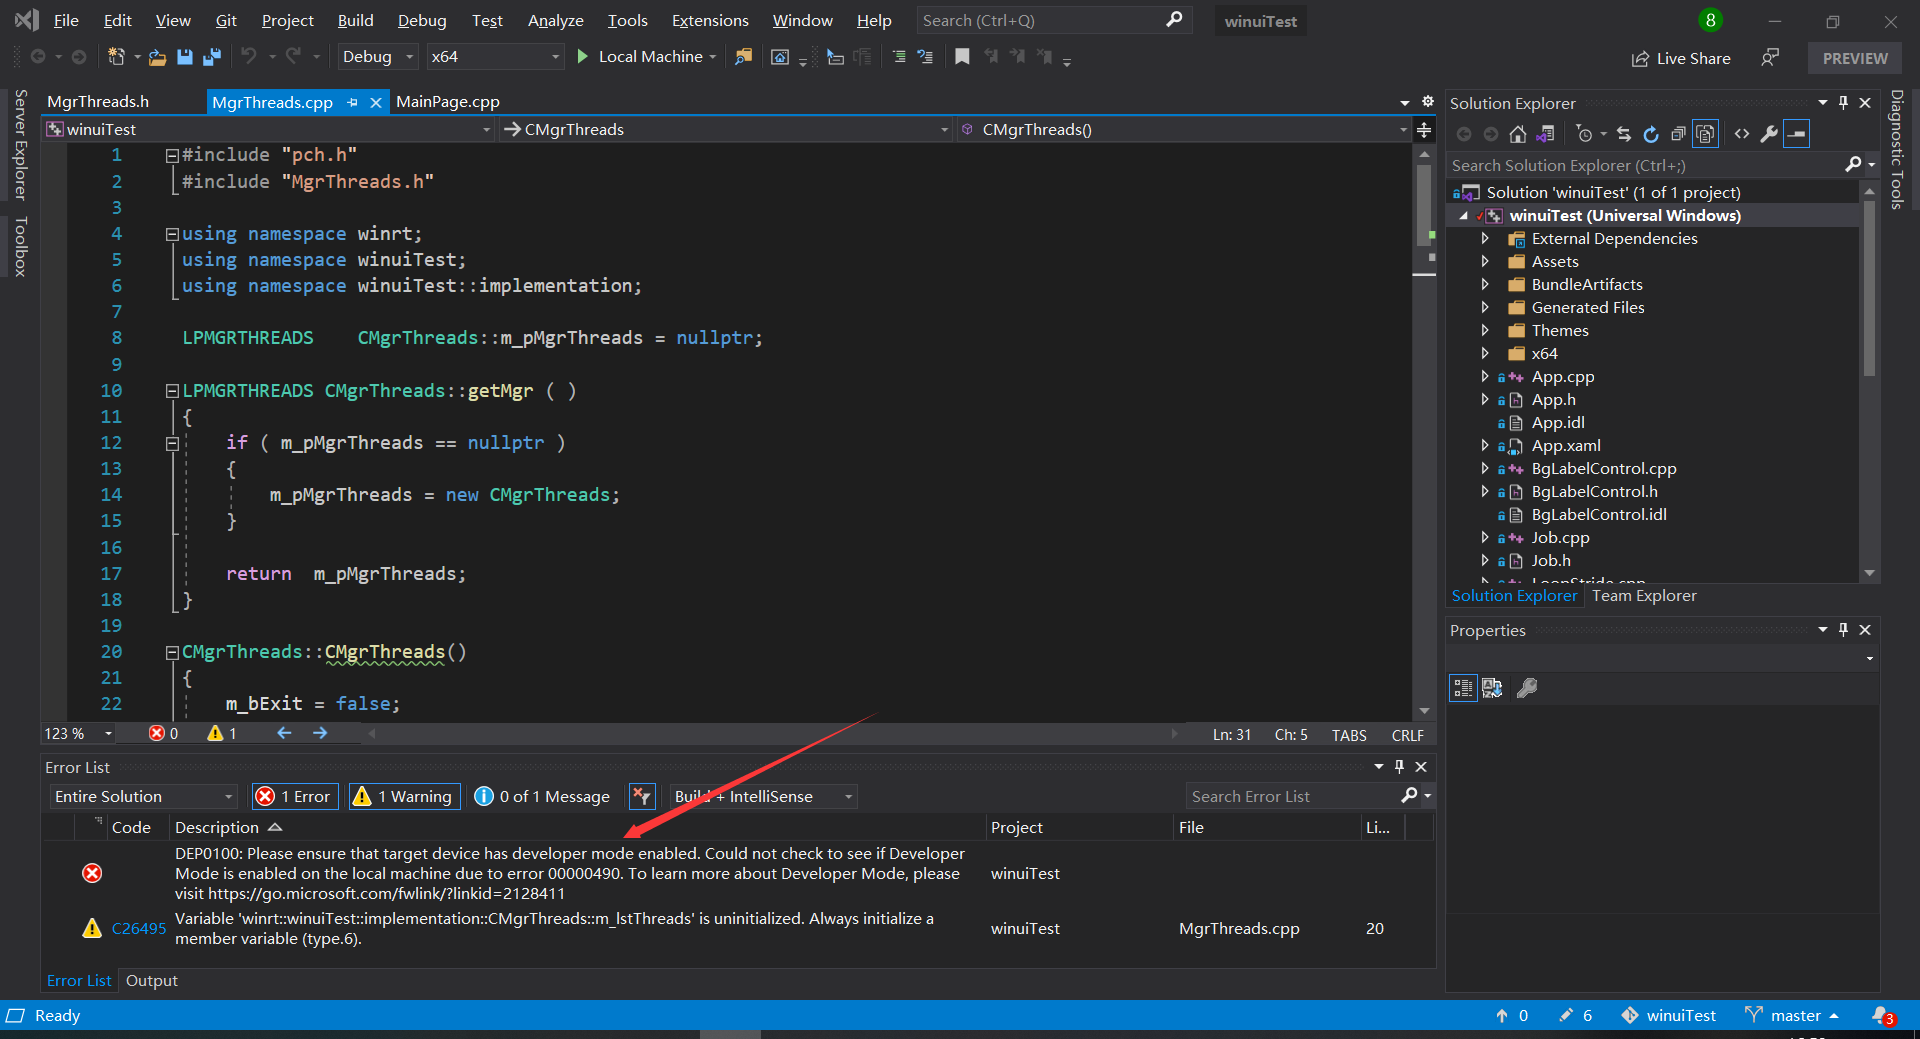 File Edit View Git Project Build Debug Test Analyze Tools Extensions Window Help Search (Ctrl+Q) winuiTest 8
Debug x64 Local Machine Live Share PREVIEW
Server Explorer
Toolbox
MgrThreads.h MgrThreads.cpp MainPage.cpp
winuiTest CMgrThreads CMgrThreads()
1 #include "pch.h"
2 #include "MgrThreads.h"
3
4 using namespace winrt;
5 using namespace winuiTest;
6 using namespace winuiTest::implementation;
7
8 LPMGRTHREADS    CMgrThreads::m_pMgrThreads = nullptr;
9
10 LPMGRTHREADS CMgrThreads::getMgr ( )
11 {
12     if ( m_pMgrThreads == nullptr )
13     {
14         m_pMgrThreads = new CMgrThreads;
15     }
16
17     return  m_pMgrThreads;
18 }
19
20 CMgrThreads::CMgrThreads()
21 {
22     m_bExit = false;
123 % 0 1 Ln: 31 Ch: 5 TABS CRLF
Error List
Entire Solution 1 Error 1 Warning 0 of 1 Message Build + IntelliSense Search Error List
Code Description Project File Li...
DEP0100: Please ensure that target device has developer mode enabled. Could not check to see if Developer
Mode is enabled on the local machine due to error 00000490. To learn more about Developer Mode, please
visit https://go.microsoft.com/fwlink/?linkid=2128411
winuiTest
C26495 Variable 'winrt::winuiTest::implementation::CMgrThreads::m_lstThreads' is uninitialized. Always initialize a
member variable (type.6).
winuiTest MgrThreads.cpp 20
Error List Output
Solution Explorer
Search Solution Explorer (Ctrl+;)
Solution 'winuiTest' (1 of 1 project)
winuiTest (Universal Windows)
External Dependencies
Assets
BundleArtifacts
Generated Files
Themes
x64
App.cpp
App.h
App.idl
App.xaml
BgLabelControl.cpp
BgLabelControl.h
BgLabelControl.idl
Job.cpp
Job.h
Solution Explorer Team Explorer
Properties
Diagnostic Tools
Ready 0 6 winuiTest master 3